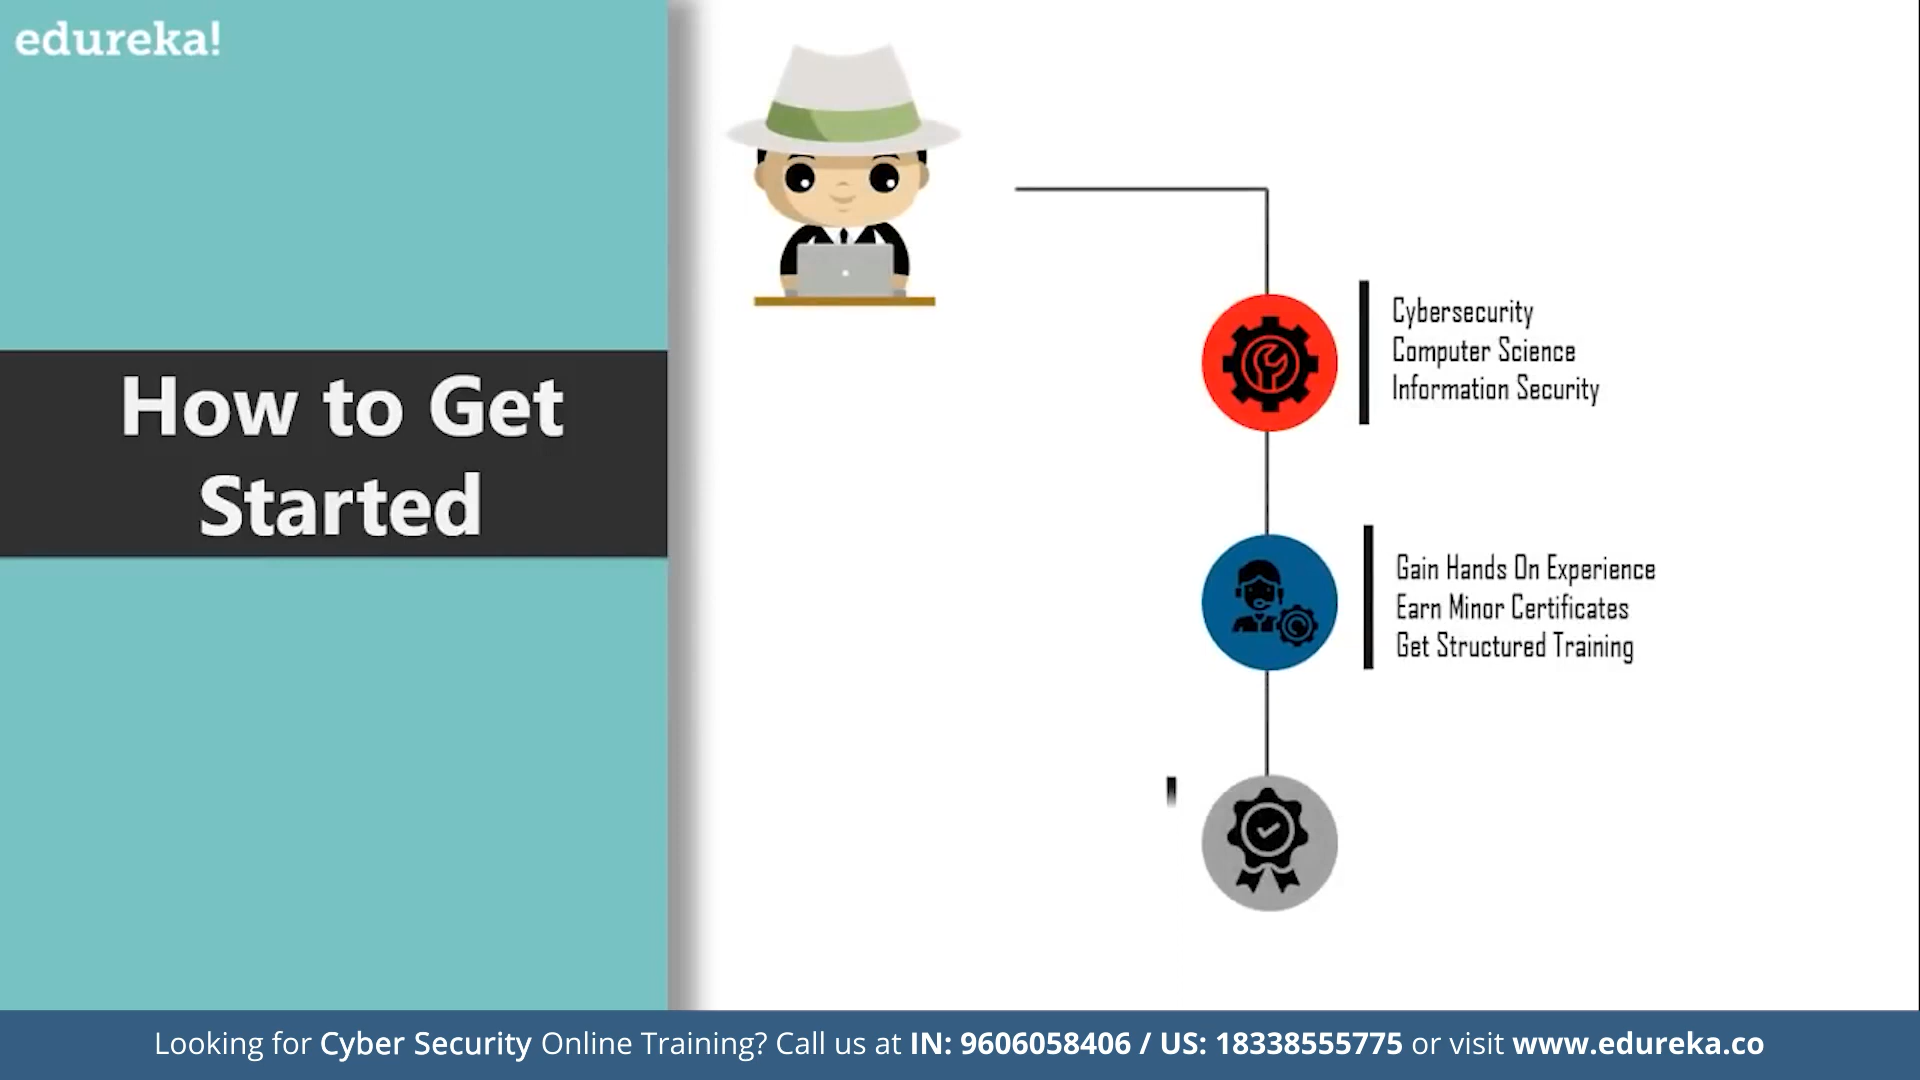 edureka!
How to Get
Started
Cybersecurity
Computer Science
Information Security
Gain Hands On Experience
Earn Minor Certificates
Get Structured Training
Looking for Cyber Security Online Training? Call us at IN: 9606058406 / US: 18338555775 or visit www.edureka.co